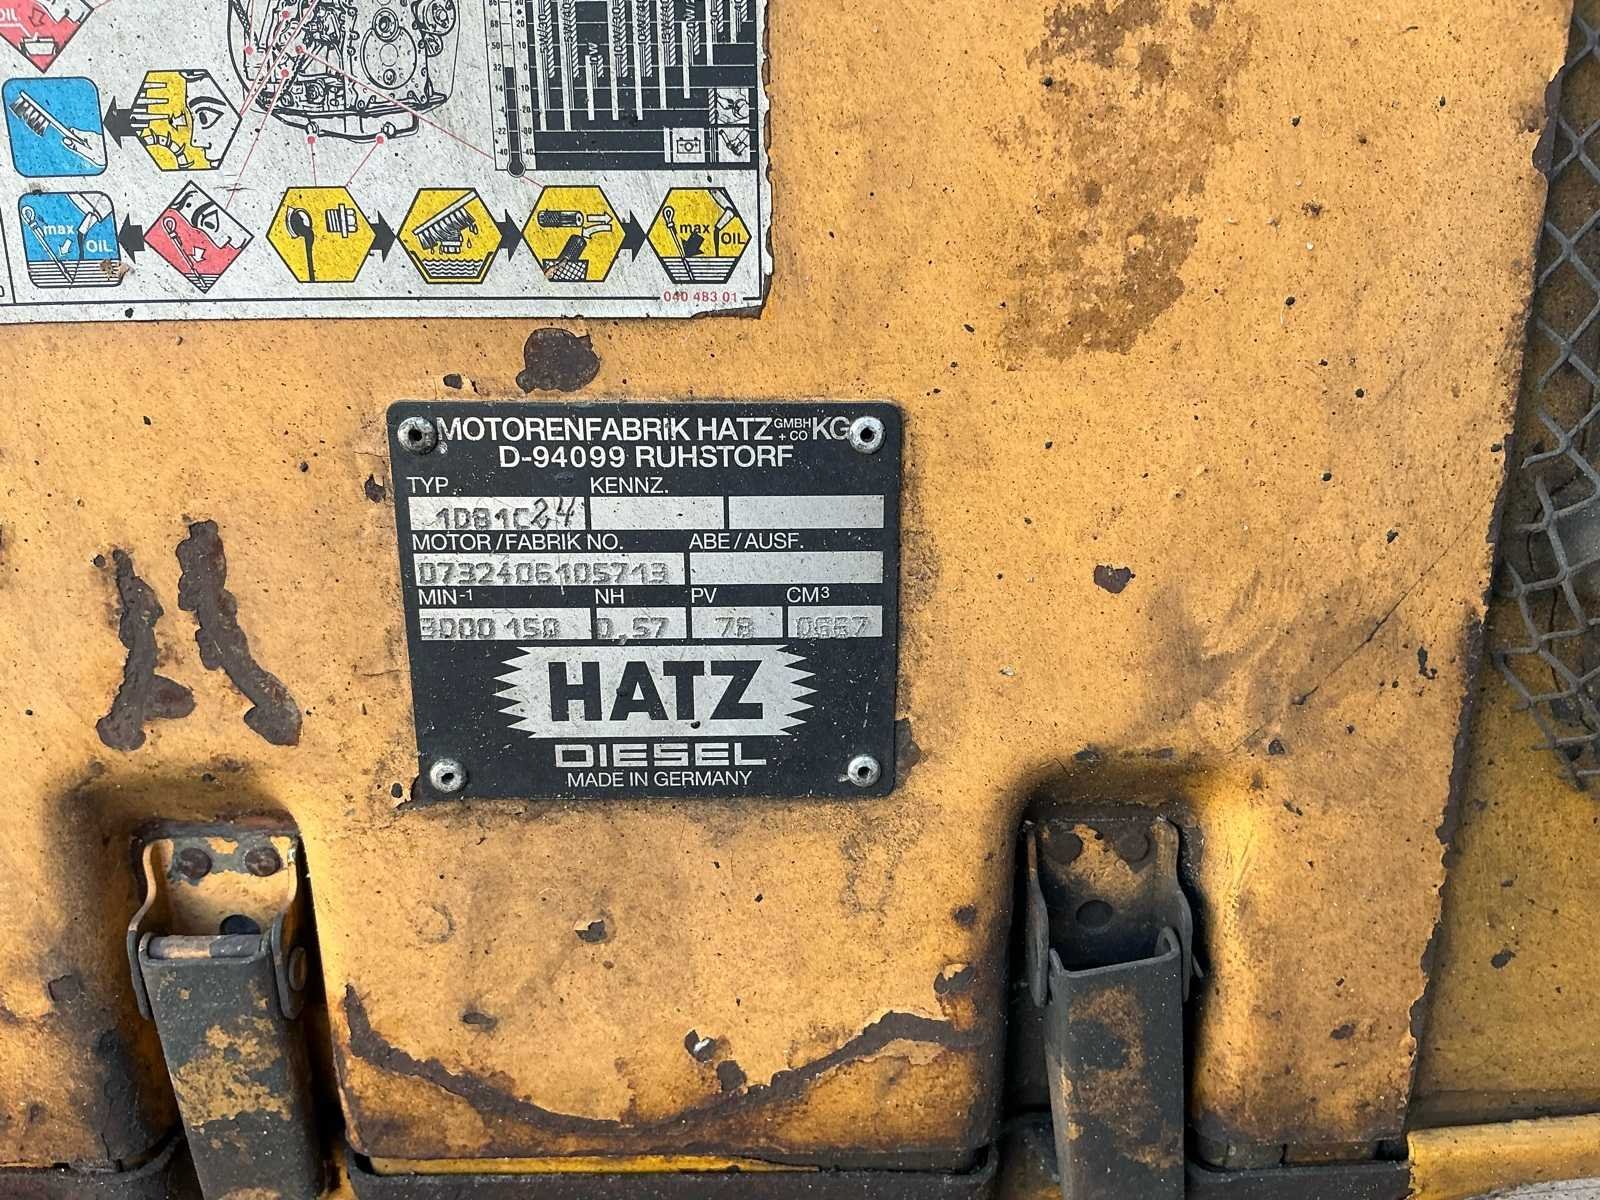 OIL
max OIL
max OIL
040 483 01
MOTORENFABRIK HATZ GMBH + CO KG
D-94099 RUHSTORF
TYP. KENNZ.
1D81C24
MOTOR/FABRIK NO. ABE/AUSF.
0732406105713
MIN-1 NH PV CM3
3000 150 0,57 78 0667
HATZ
DIESEL
MADE IN GERMANY